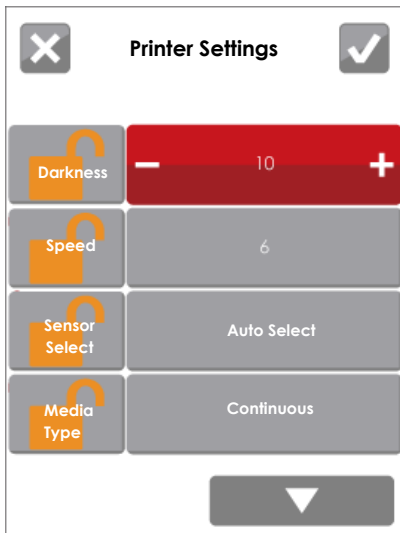 Printer Settings
Darkness
− 10 +
Speed
6
Sensor
Select
Auto Select
Media
Type
Continuous